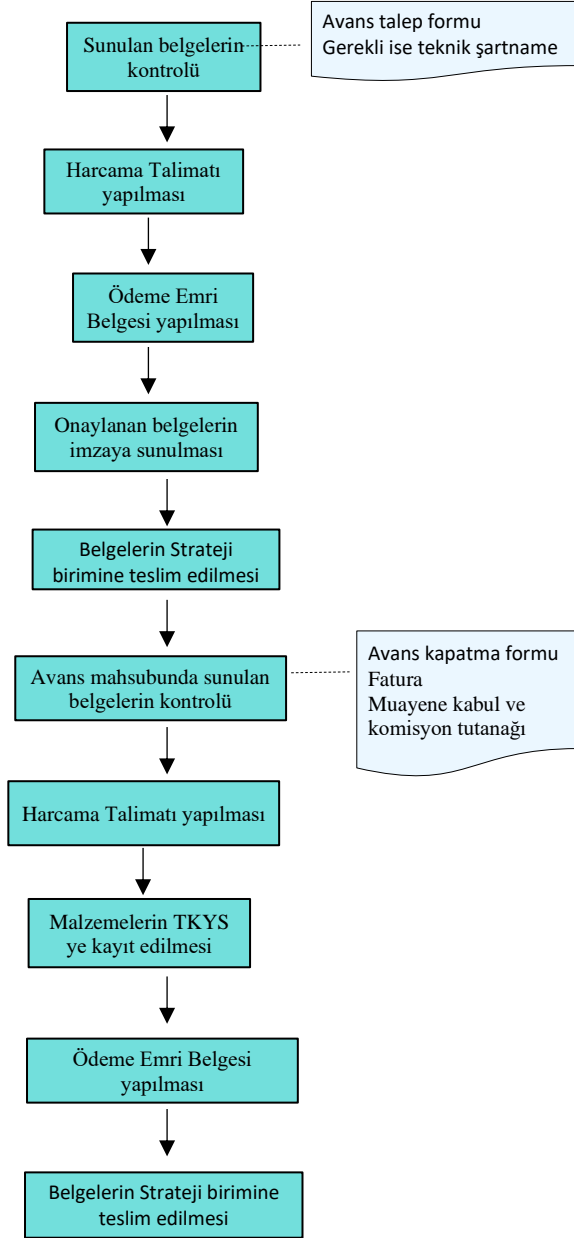 Avans talep formu
Gerekli ise teknik şartname
Sunulan belgelerin
kontrolü
Harcama Talimatı
yapılması
Ödeme Emri
Belgesi yapılması
Onaylanan belgelerin
imzaya sunulması
Belgelerin Strateji
birimine teslim edilmesi
Avans mahsubunda sunulan
belgelerin kontrolü
Avans kapatma formu
Fatura
Muayene kabul ve
komisyon tutanağı
Harcama Talimatı yapılması
Malzemelerin TKYS
ye kayıt edilmesi
Ödeme Emri Belgesi
yapılması
Belgelerin Strateji birimine
teslim edilmesi